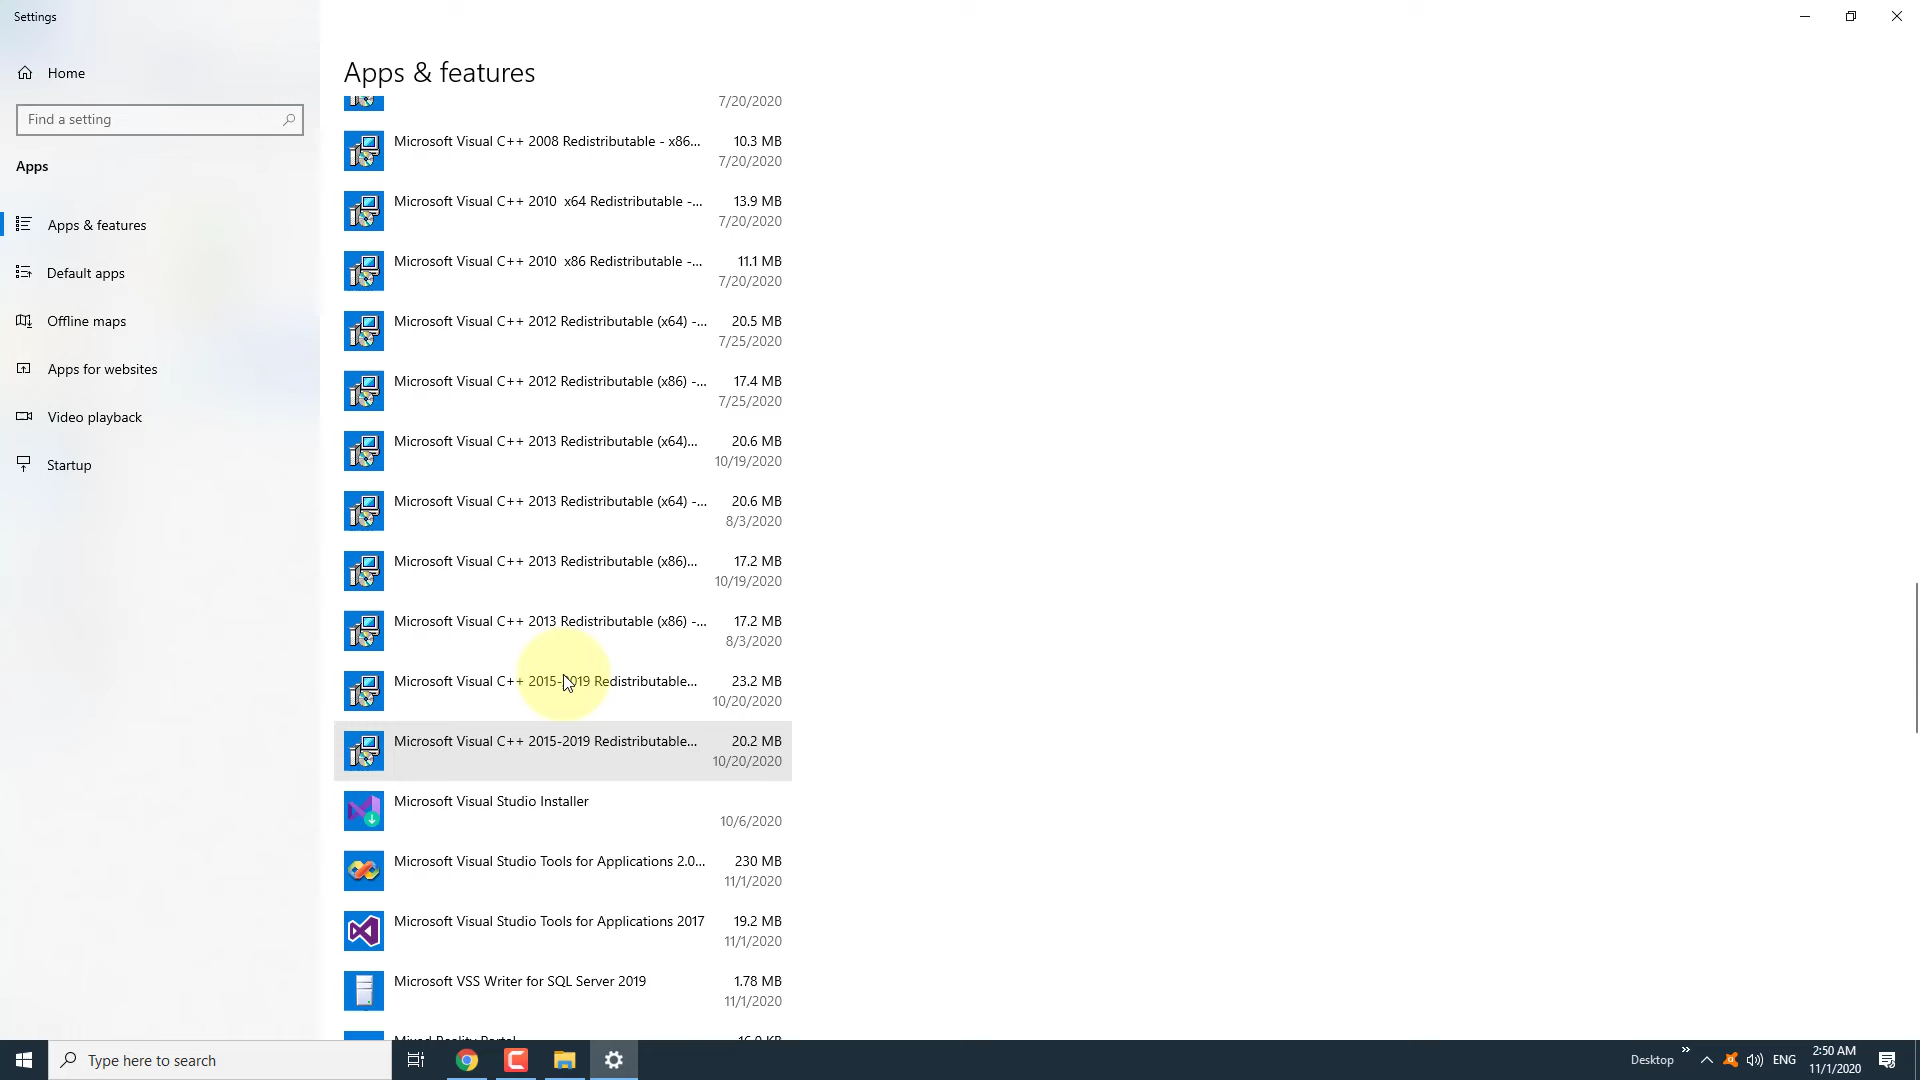 Settings
Home
Find a setting
Apps
Apps & features
Default apps
Offline maps
Apps for websites
Video playback
Startup
Apps & features
7/20/2020
Microsoft Visual C++ 2008 Redistributable - x86... 10.3 MB
7/20/2020
Microsoft Visual C++ 2010  x64 Redistributable -... 13.9 MB
7/20/2020
Microsoft Visual C++ 2010  x86 Redistributable -... 11.1 MB
7/20/2020
Microsoft Visual C++ 2012 Redistributable (x64) -... 20.5 MB
7/25/2020
Microsoft Visual C++ 2012 Redistributable (x86) -... 17.4 MB
7/25/2020
Microsoft Visual C++ 2013 Redistributable (x64)... 20.6 MB
10/19/2020
Microsoft Visual C++ 2013 Redistributable (x64) -... 20.6 MB
8/3/2020
Microsoft Visual C++ 2013 Redistributable (x86)... 17.2 MB
10/19/2020
Microsoft Visual C++ 2013 Redistributable (x86) -... 17.2 MB
8/3/2020
Microsoft Visual C++ 2015-2019 Redistributable... 23.2 MB
10/20/2020
Microsoft Visual C++ 2015-2019 Redistributable... 20.2 MB
10/20/2020
Microsoft Visual Studio Installer
10/6/2020
Microsoft Visual Studio Tools for Applications 2.0... 230 MB
11/1/2020
Microsoft Visual Studio Tools for Applications 2017 19.2 MB
11/1/2020
Microsoft VSS Writer for SQL Server 2019 1.78 MB
11/1/2020
Mixed Reality Portal 16.0 KB
Type here to search
Desktop
ENG
2:50 AM
11/1/2020